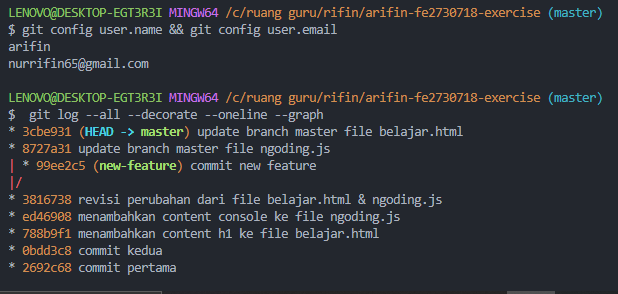 LENOVO@DESKTOP-EGT3R3I MINGW64 /c/ruang guru/rifin/arifin-fe2730718-exercise (master)
$ git config user.name && git config user.email
arifin
nurrifin65@gmail.com
LENOVO@DESKTOP-EGT3R3I MINGW64 /c/ruang guru/rifin/arifin-fe2730718-exercise (master)
$  git log --all --decorate --oneline --graph
* 3cbe931 (HEAD -> master) update branch master file belajar.html
* 8727a31 update branch master file ngoding.js
| * 99ee2c5 (new-feature) commit new feature
|/
* 3816738 revisi perubahan dari file belajar.html & ngoding.js
* ed46908 menambahkan content console ke file ngoding.js
* 788b9f1 menambahkan content h1 ke file belajar.html
* 0bdd3c8 commit kedua
* 2692c68 commit pertama